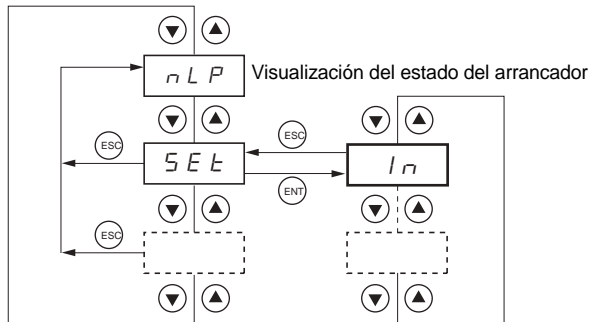 nLP Visualización del estado del arrancador
ESC
ESC
SEt
In
ENT
ESC